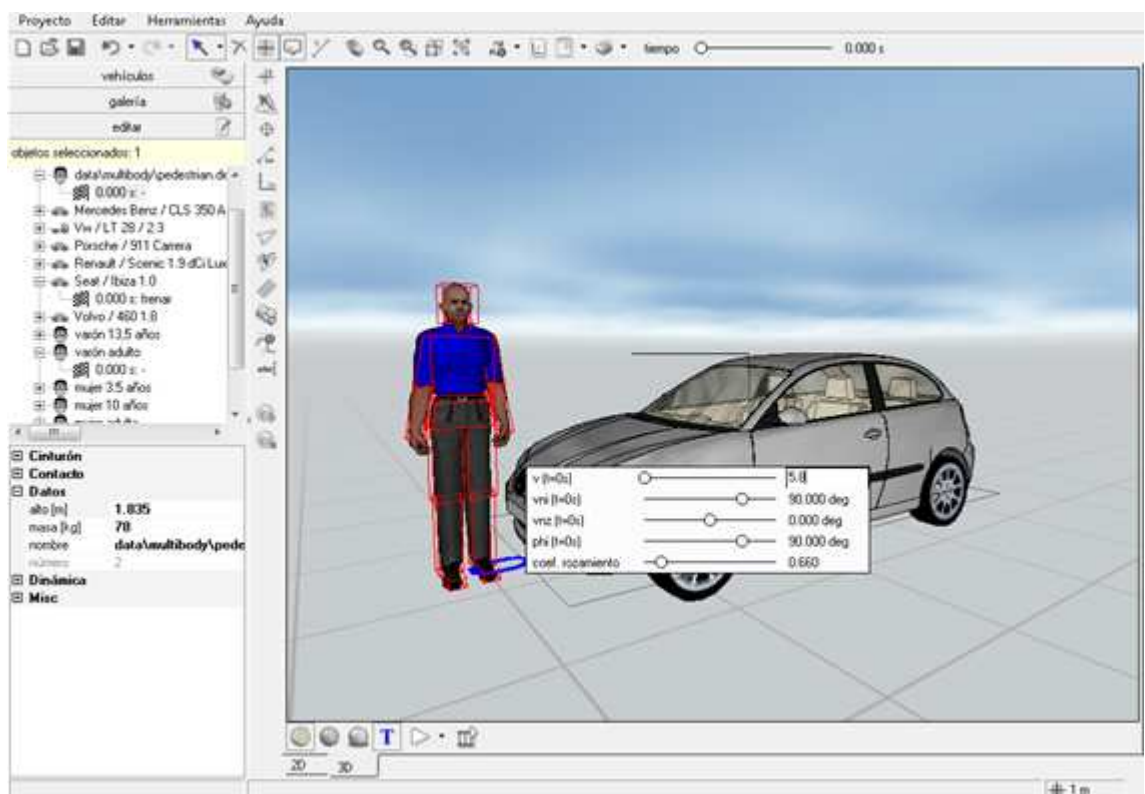 Proyecto Editar Herramientas Ayuda
tiempo 0.000 s
vehículos
galería
editar
objetos seleccionados: 1
data\multibody\pedestrian.de
0.000 s: -
Mercedes Benz / CLS 350 A
Vw / LT 28 / 2.3
Porsche / 911 Carrera
Renault / Scenic 1.9 dCi Lux
Seat / Ibiza 1.0
0.000 s: frenar
Volvo / 460 1.8
varón 13,5 años
varón adulto
0.000 s: -
mujer 3.5 años
mujer 10 años
Cinturón
Contacto
Datos
alto [m] 1.835
masa [kg] 78
nombre data\multibody\pede
número 2
Dinámica
Misc
v (t=0s) 5.8
vni (t=0s) 90.000 deg
vnz (t=0s) 0.000 deg
phi (t=0s) 90.000 deg
coef. rozamiento 0.660
T
2D 3D
1 m